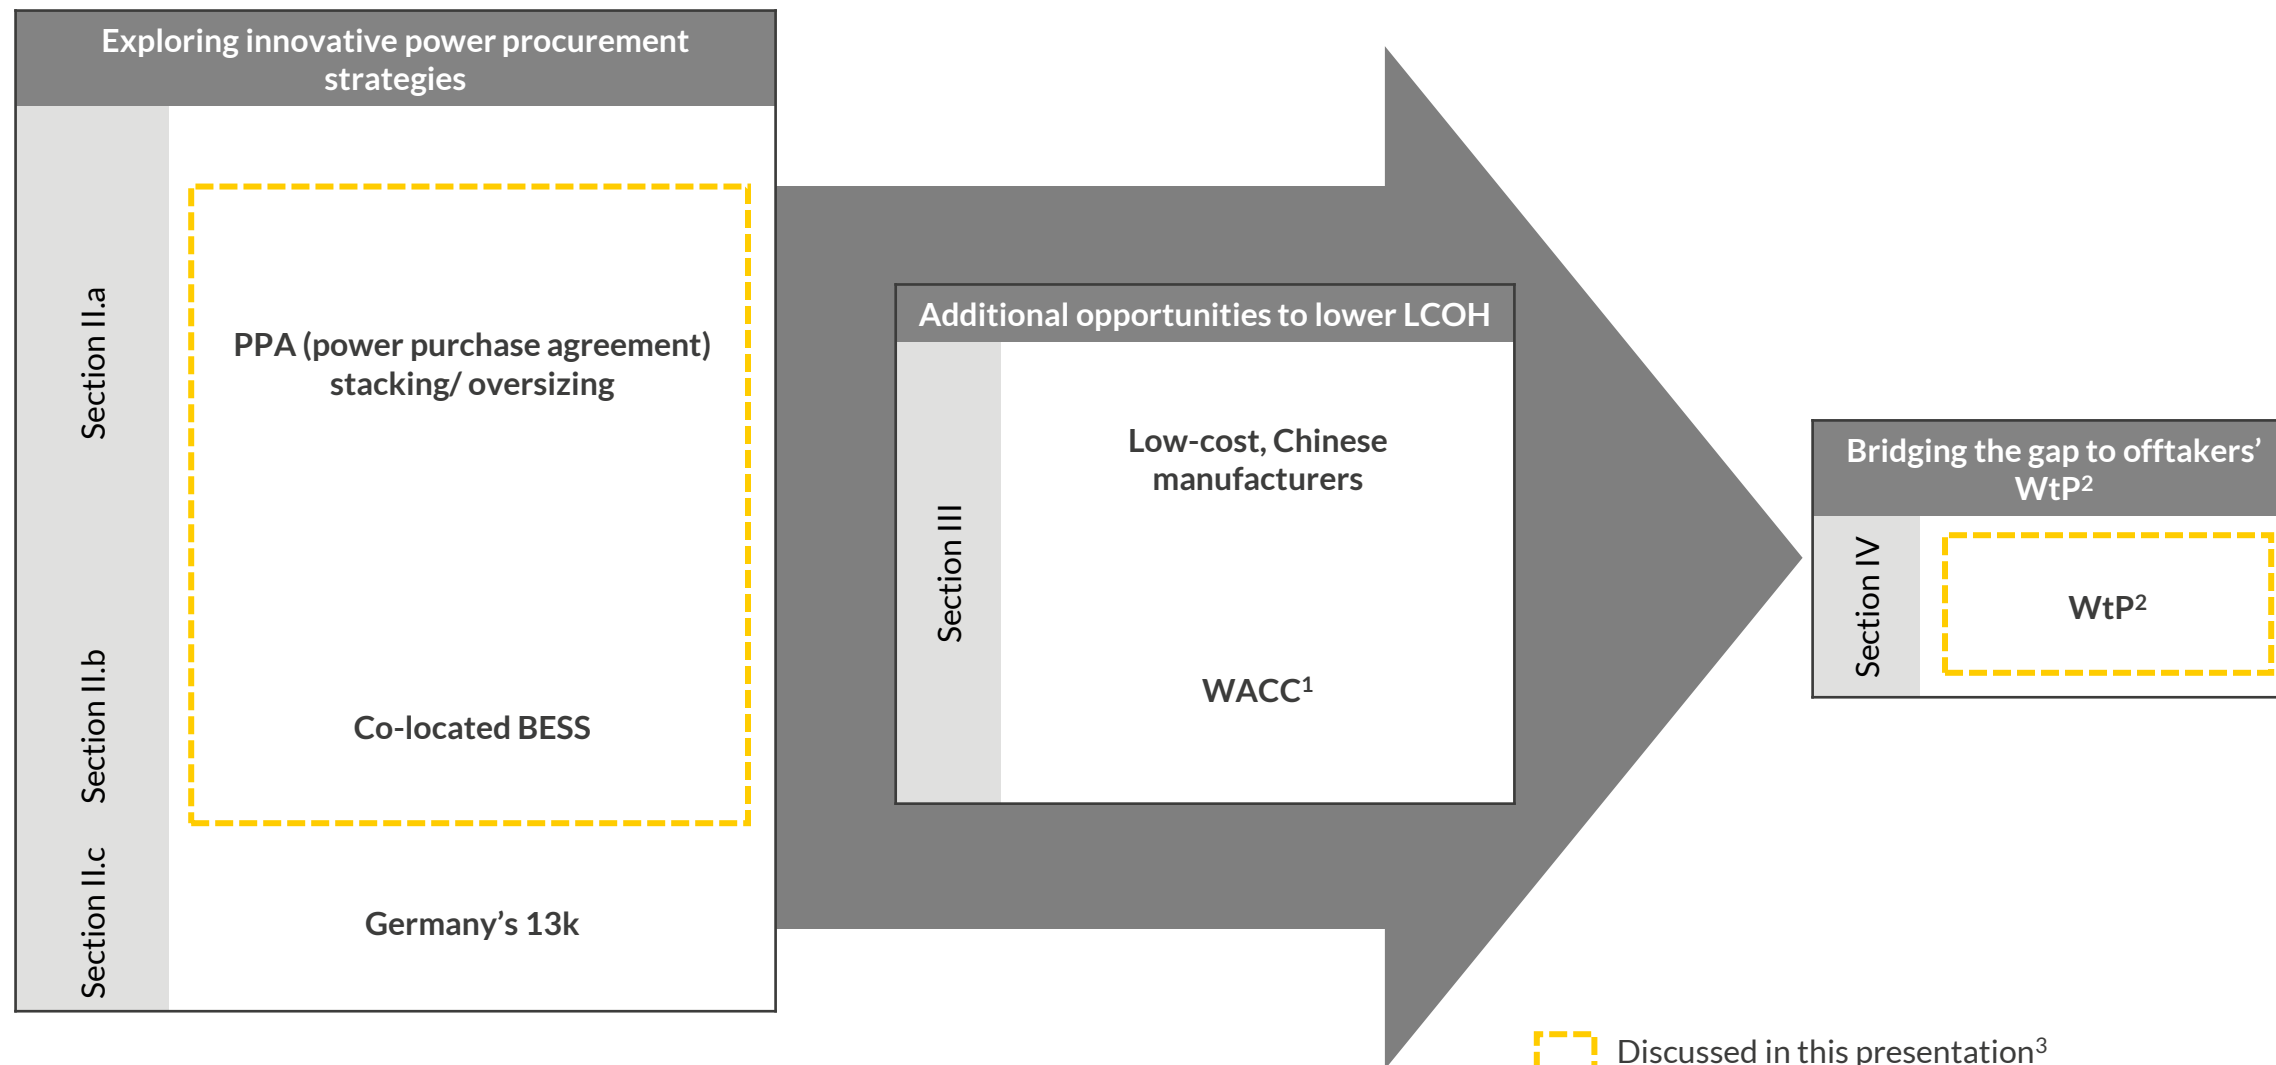 Exploring innovative power procurement
strategies
Section II.a
PPA (power purchase agreement)
stacking/ oversizing
Section II.b
Co-located BESS
Section II.c
Germany’s 13k
Additional opportunities to lower LCOH
Section III
Low-cost, Chinese
manufacturers
WACC¹
Bridging the gap to offtakers’
WtP²
Section IV
WtP²
Discussed in this presentation³